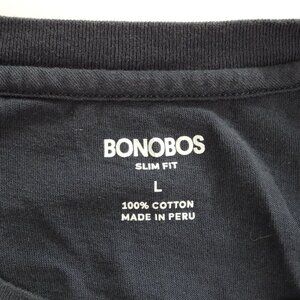 BONOBOS
SLIM FIT
L
100% COTTON
MADE IN PERU